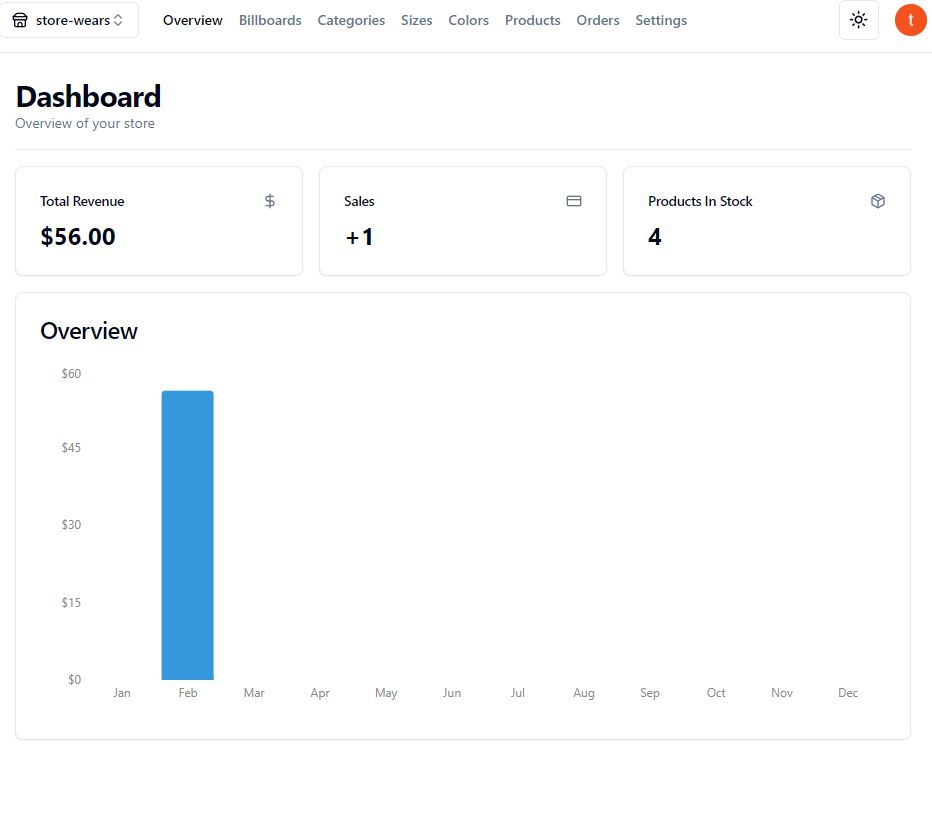 store-wears Overview Billboards Categories Sizes Colors Products Orders Settings t
Dashboard
Overview of your store
Total Revenue
$56.00
Sales
+1
Products In Stock
4
Overview
$60
$45
$30
$15
$0
Jan Feb Mar Apr May Jun Jul Aug Sep Oct Nov Dec